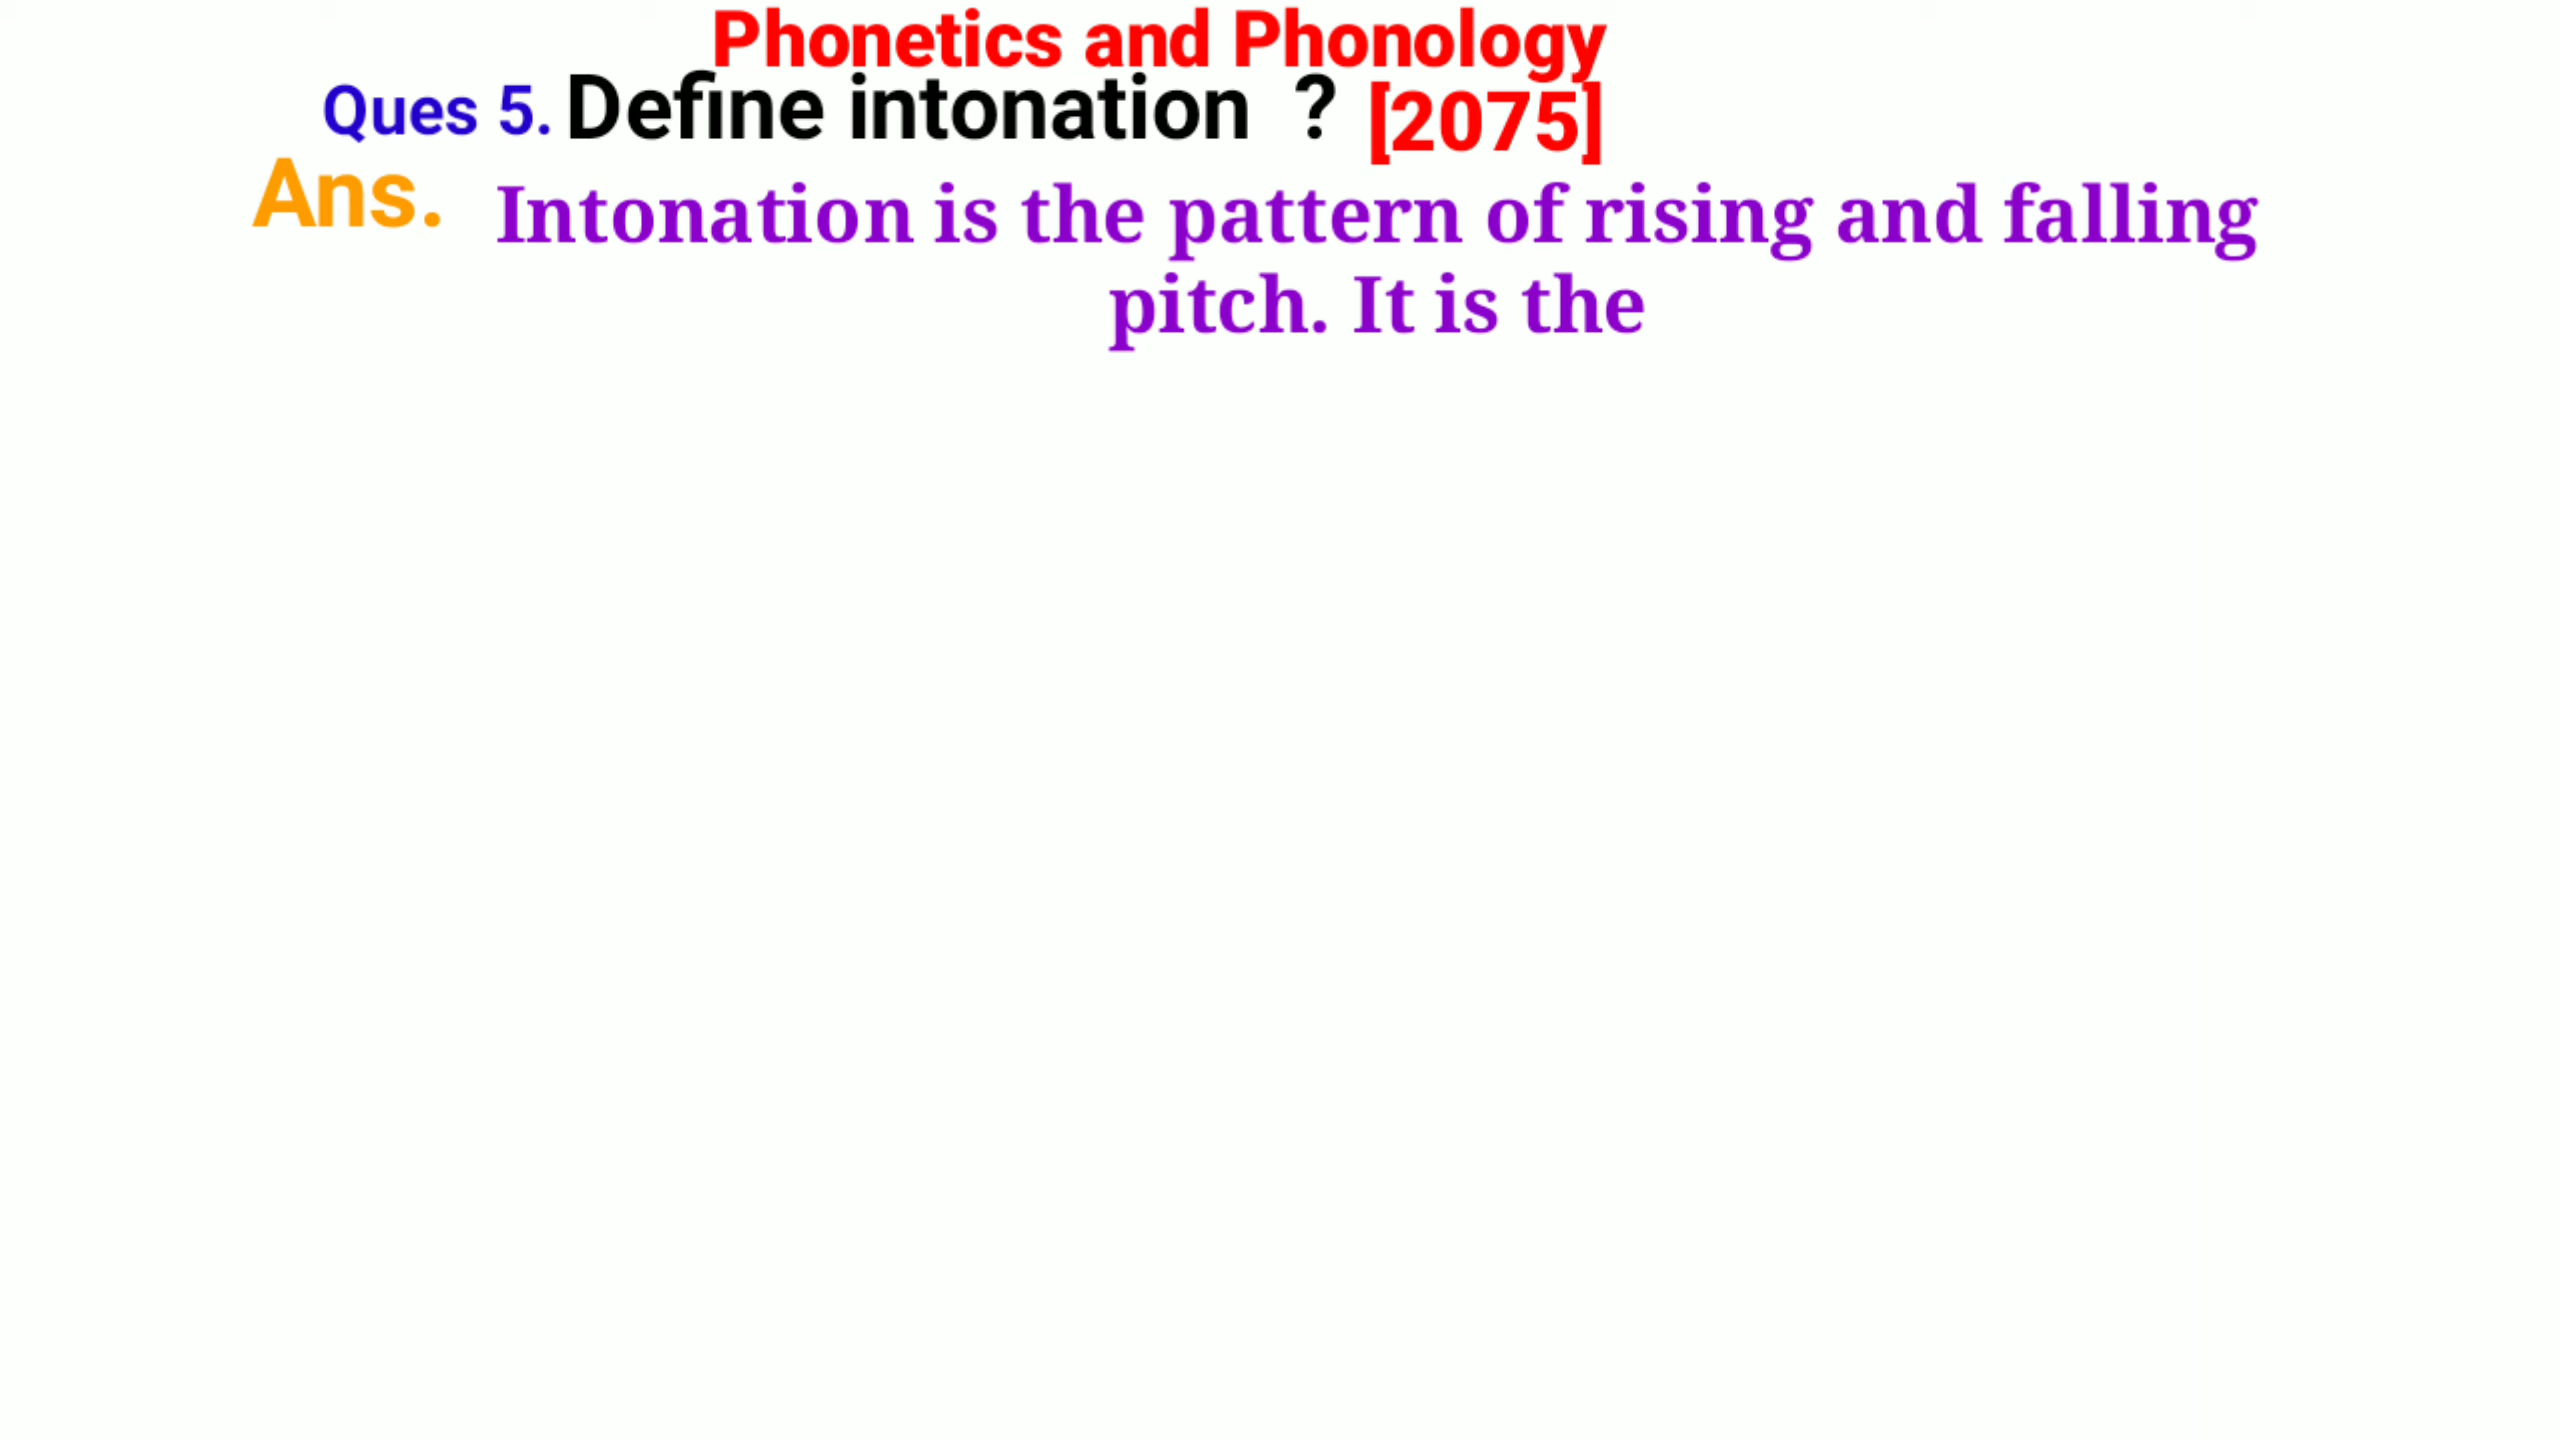 Phonetics and Phonology
Ques 5. Define intonation ? [2075]
Ans. Intonation is the pattern of rising and falling
pitch. It is the